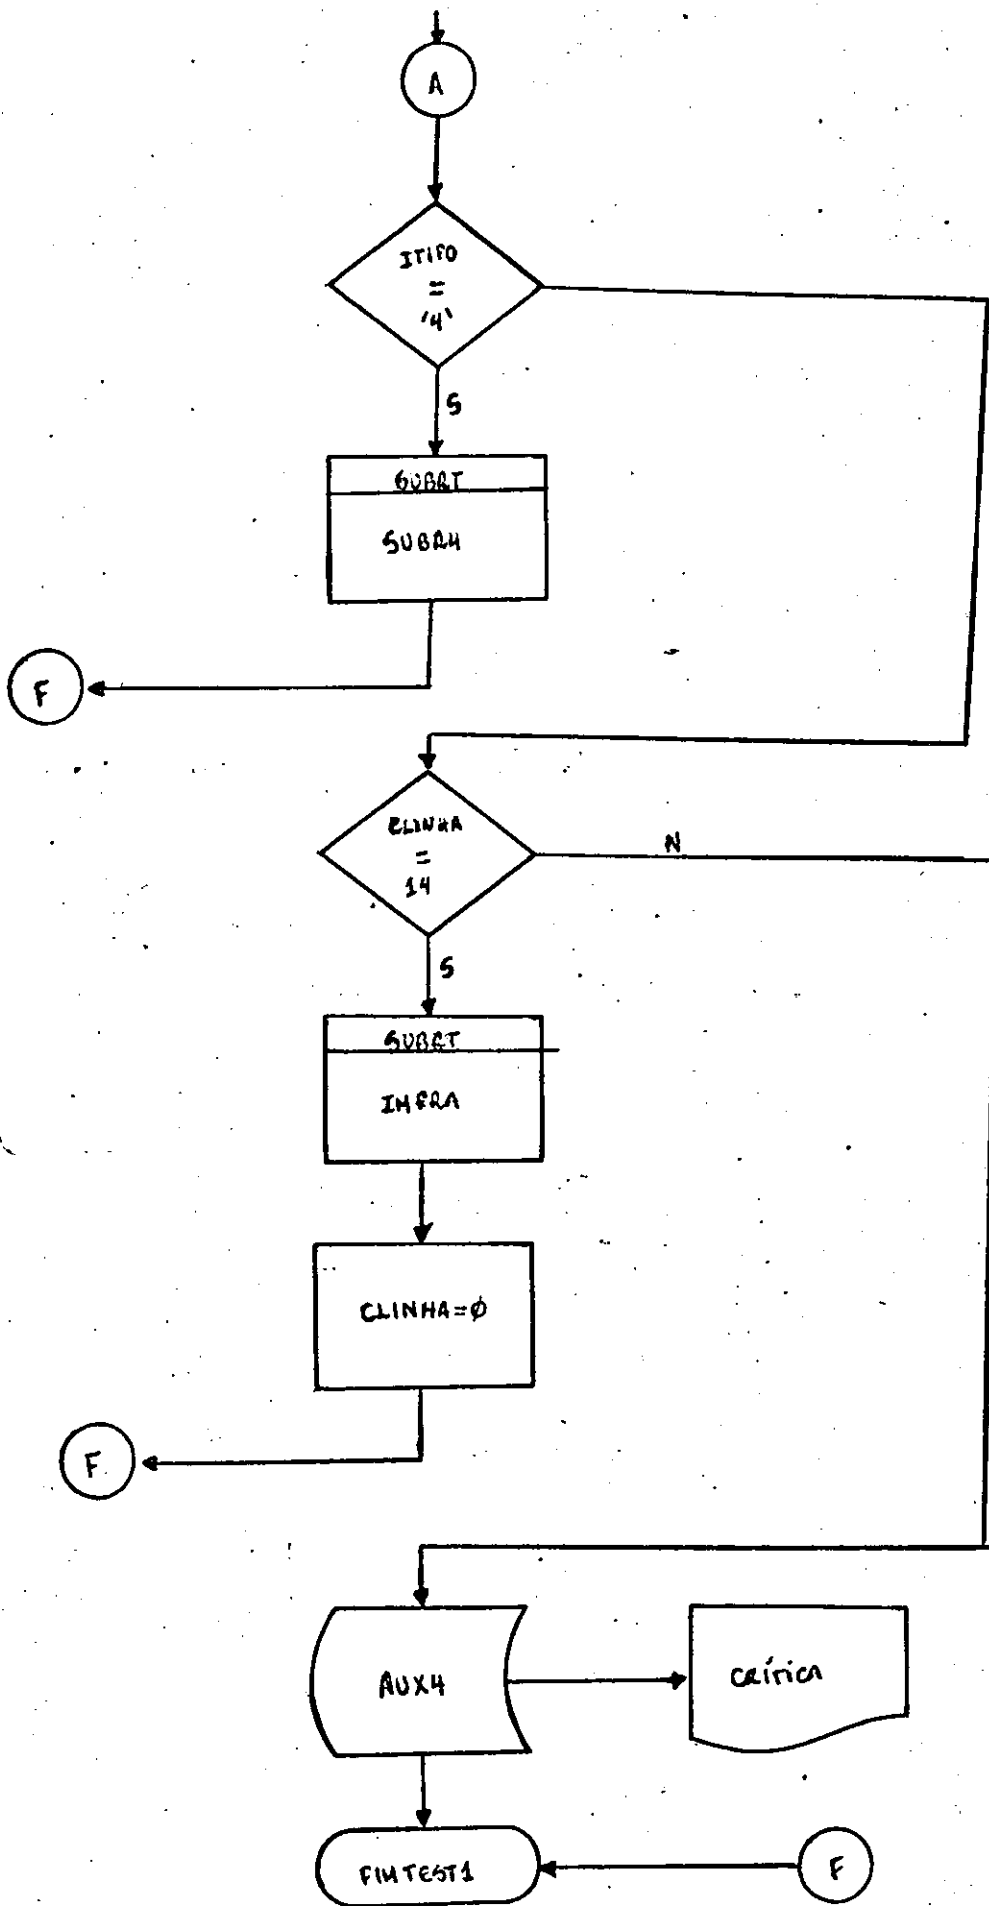 A
ITIPO
=
'4'
S
SUBRT
SUBR4
F
CLINHA
=
14
N
S
SUBRT
IMPRA
CLINHA=Ø
F
AUX4
crítica
FIMTEST1
F